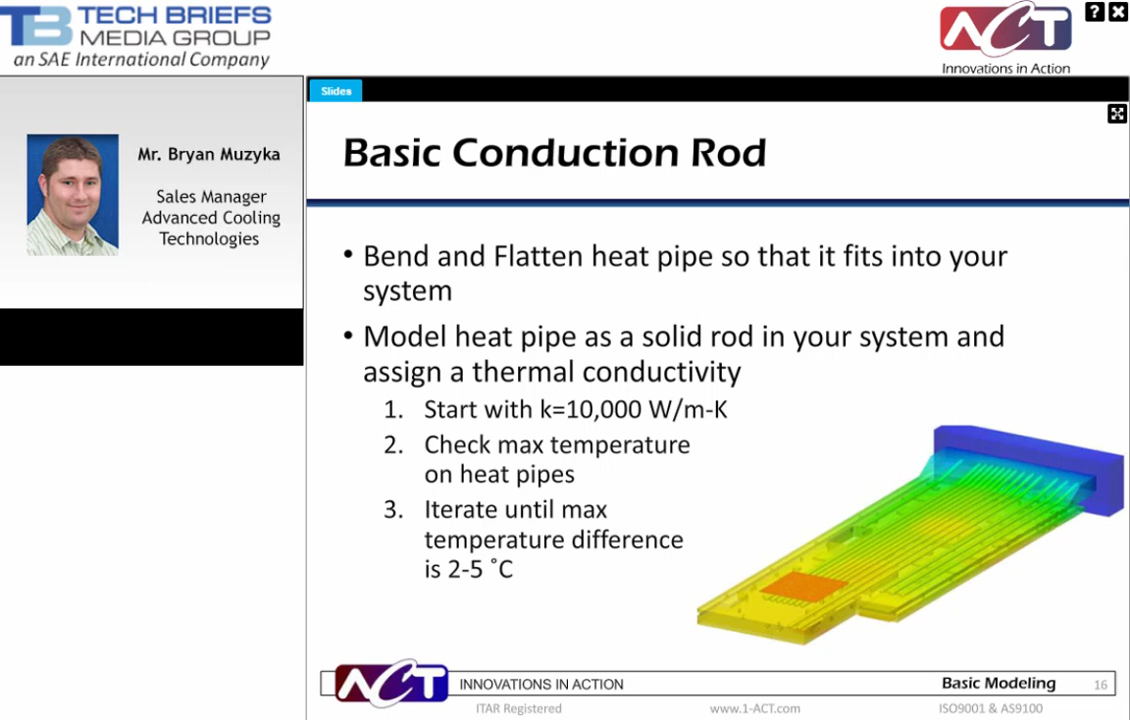 TB TECH BRIEFS
MEDIA GROUP
an SAE International Company
ACT
Innovations in Action
? X
Slides
Mr. Bryan Muzyka
Sales Manager
Advanced Cooling
Technologies
Basic Conduction Rod
• Bend and Flatten heat pipe so that it fits into your
system
• Model heat pipe as a solid rod in your system and
assign a thermal conductivity
1. Start with k=10,000 W/m-K
2. Check max temperature
on heat pipes
3. Iterate until max
temperature difference
is 2-5 ˚C
ACT INNOVATIONS IN ACTION
Basic Modeling 16
ITAR Registered www.1-ACT.com ISO9001 & AS9100